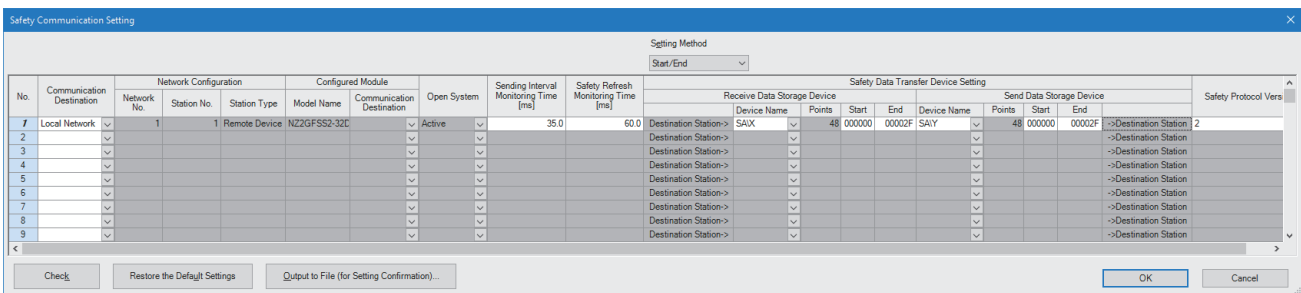 Safety Communication Setting
Setting Method
Start/End
No. Communication Destination Network Configuration Configured Module Open System Sending Interval Monitoring Time [ms] Safety Refresh Monitoring Time [ms] Safety Data Transfer Device Setting
Receive Data Storage Device Send Data Storage Device Safety Protocol Versi
Network No. Station No. Station Type Model Name Communication Destination Device Name Points Start End Device Name Points Start End
1 Local Network 1 1 Remote Device NZ2GFSS2-32D Active 35.0 60.0 Destination Station-> SA\X 48 000000 00002F SA\Y 48 000000 00002F ->Destination Station 2
2 Destination Station-> ->Destination Station
3 Destination Station-> ->Destination Station
4 Destination Station-> ->Destination Station
5 Destination Station-> ->Destination Station
6 Destination Station-> ->Destination Station
7 Destination Station-> ->Destination Station
8 Destination Station-> ->Destination Station
9 Destination Station-> ->Destination Station
Check Restore the Default Settings Output to File (for Setting Confirmation)... OK Cancel